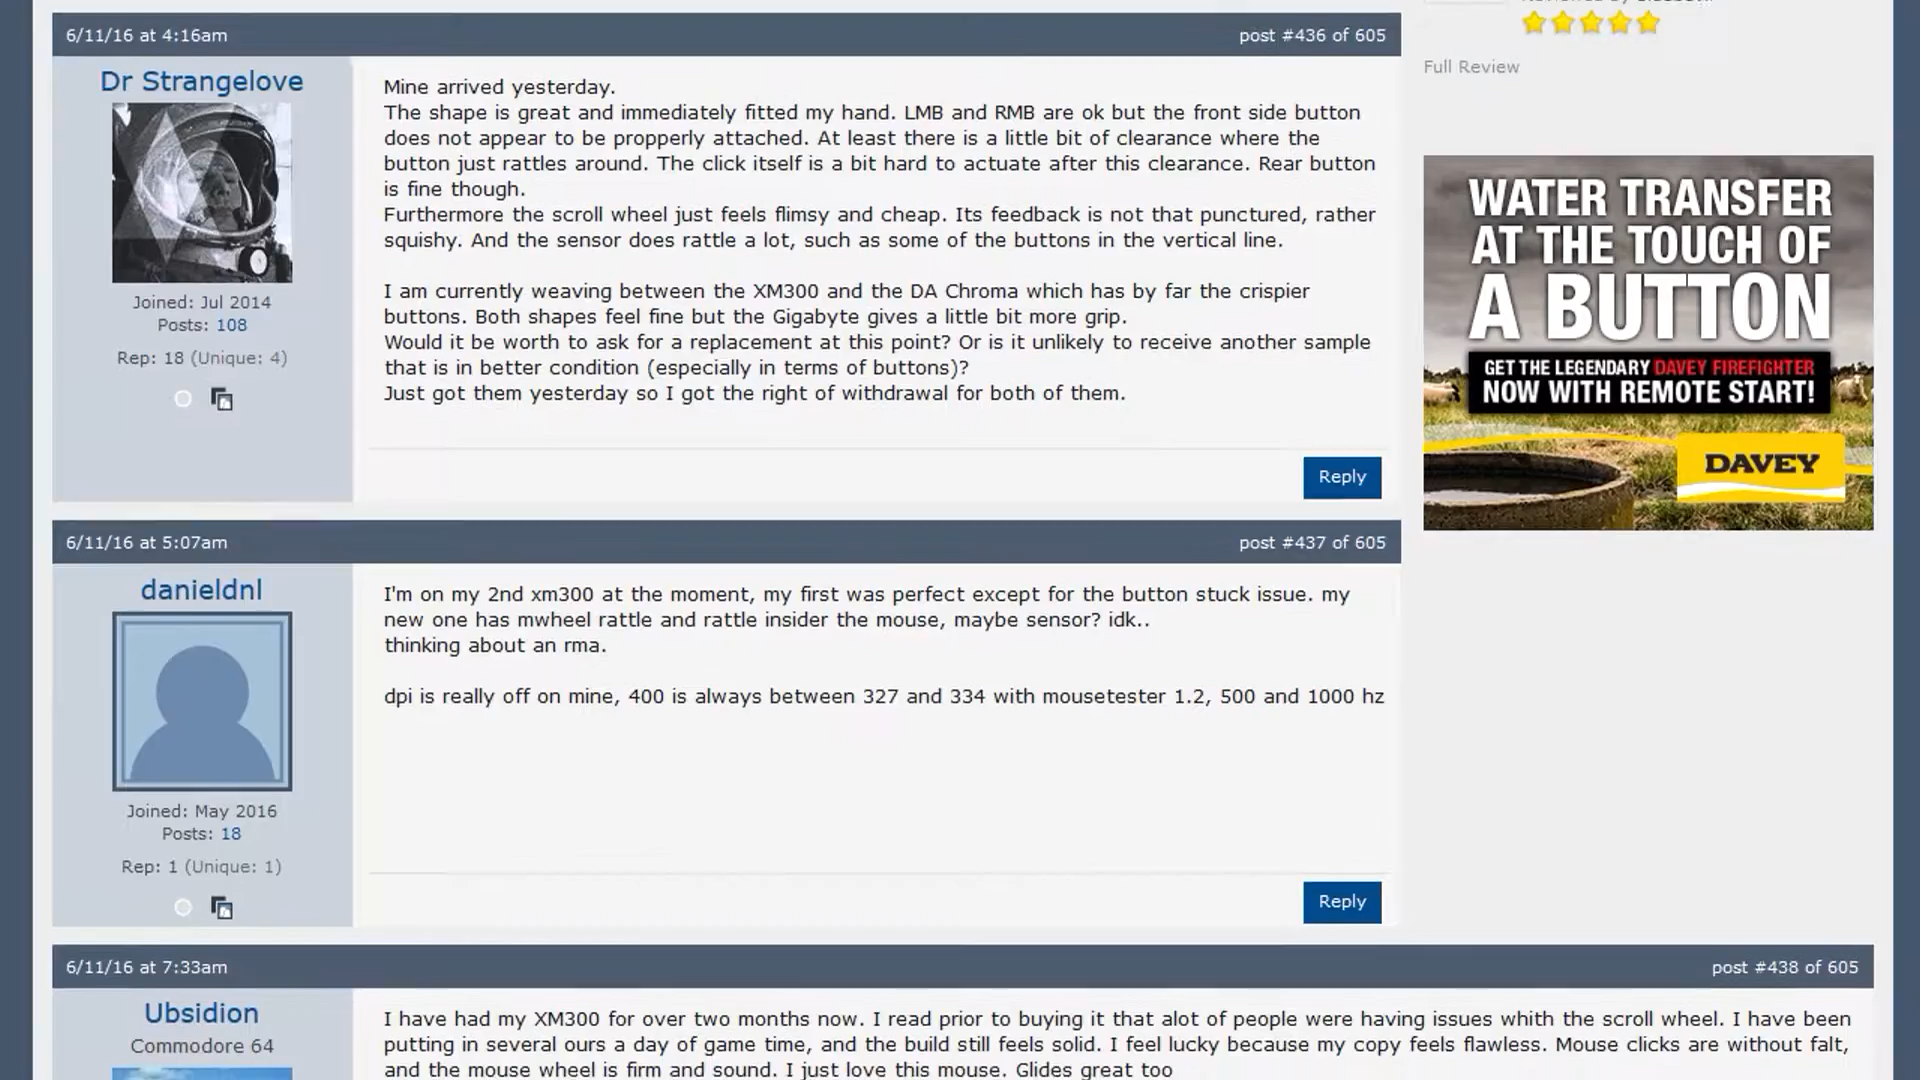 6/11/16 at 4:16am
post #436 of 605
Dr Strangelove
Joined: Jul 2014
Posts: 108
Rep: 18 (Unique: 4)
Mine arrived yesterday.
The shape is great and immediately fitted my hand. LMB and RMB are ok but the front side button
does not appear to be propperly attached. At least there is a little bit of clearance where the
button just rattles around. The click itself is a bit hard to actuate after this clearance. Rear button
is fine though.
Furthermore the scroll wheel just feels flimsy and cheap. Its feedback is not that punctured, rather
squishy. And the sensor does rattle a lot, such as some of the buttons in the vertical line.
I am currently weaving between the XM300 and the DA Chroma which has by far the crispier
buttons. Both shapes feel fine but the Gigabyte gives a little bit more grip.
Would it be worth to ask for a replacement at this point? Or is it unlikely to receive another sample
that is in better condition (especially in terms of buttons)?
Just got them yesterday so I got the right of withdrawal for both of them.
Reply
Full Review
WATER TRANSFER
AT THE TOUCH OF
A BUTTON
GET THE LEGENDARY DAVEY FIREFIGHTER
NOW WITH REMOTE START!
DAVEY
6/11/16 at 5:07am
post #437 of 605
danieldnl
Joined: May 2016
Posts: 18
Rep: 1 (Unique: 1)
I'm on my 2nd xm300 at the moment, my first was perfect except for the button stuck issue. my
new one has mwheel rattle and rattle insider the mouse, maybe sensor? idk..
thinking about an rma.
dpi is really off on mine, 400 is always between 327 and 334 with mousetester 1.2, 500 and 1000 hz
Reply
6/11/16 at 7:33am
post #438 of 605
Ubsidion
Commodore 64
I have had my XM300 for over two months now. I read prior to buying it that alot of people were having issues whith the scroll wheel. I have been
putting in several ours a day of game time, and the build still feels solid. I feel lucky because my copy feels flawless. Mouse clicks are without falt,
and the mouse wheel is firm and sound. I just love this mouse. Glides great too